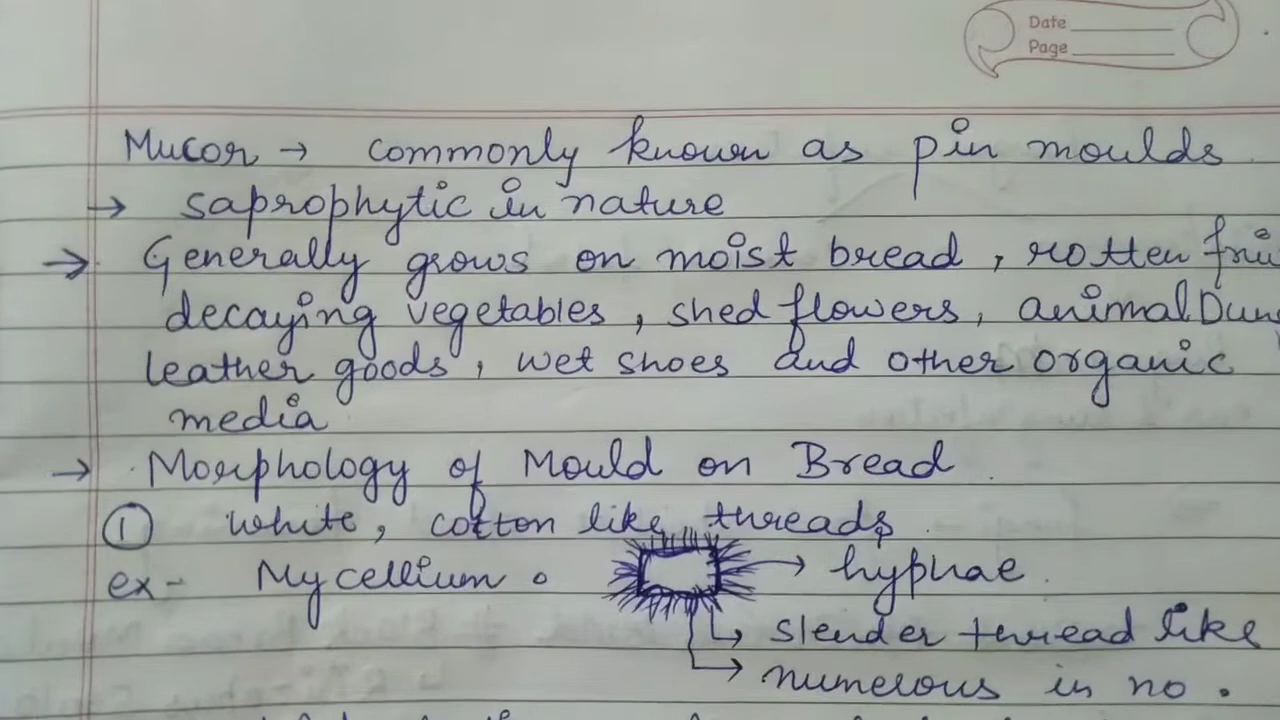 Date
Page
Mucor → commonly known as pin moulds
→ saprophytic in nature
→ Generally grows on moist bread, rotten
decaying vegetables, shed flowers, animal
leather goods, wet shoes and other organic
media
→ Morphology of Mould on Bread.
① white, cotton like threads.
ex- Mycellium. → hyphae.
↳ slender thread like
↳ numerous in no.